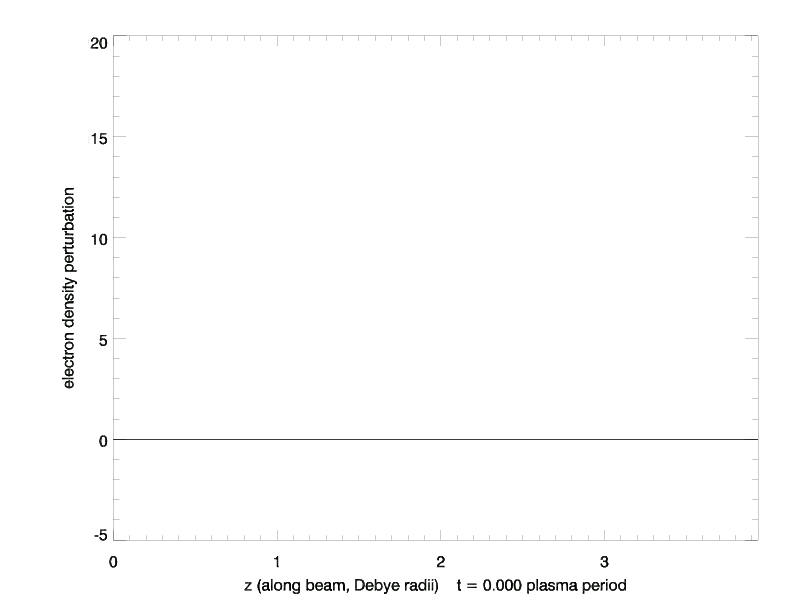 20
15
10
5
0
-5
electron density perturbation
0 1 2 3
z (along beam, Debye radii) t = 0.000 plasma period